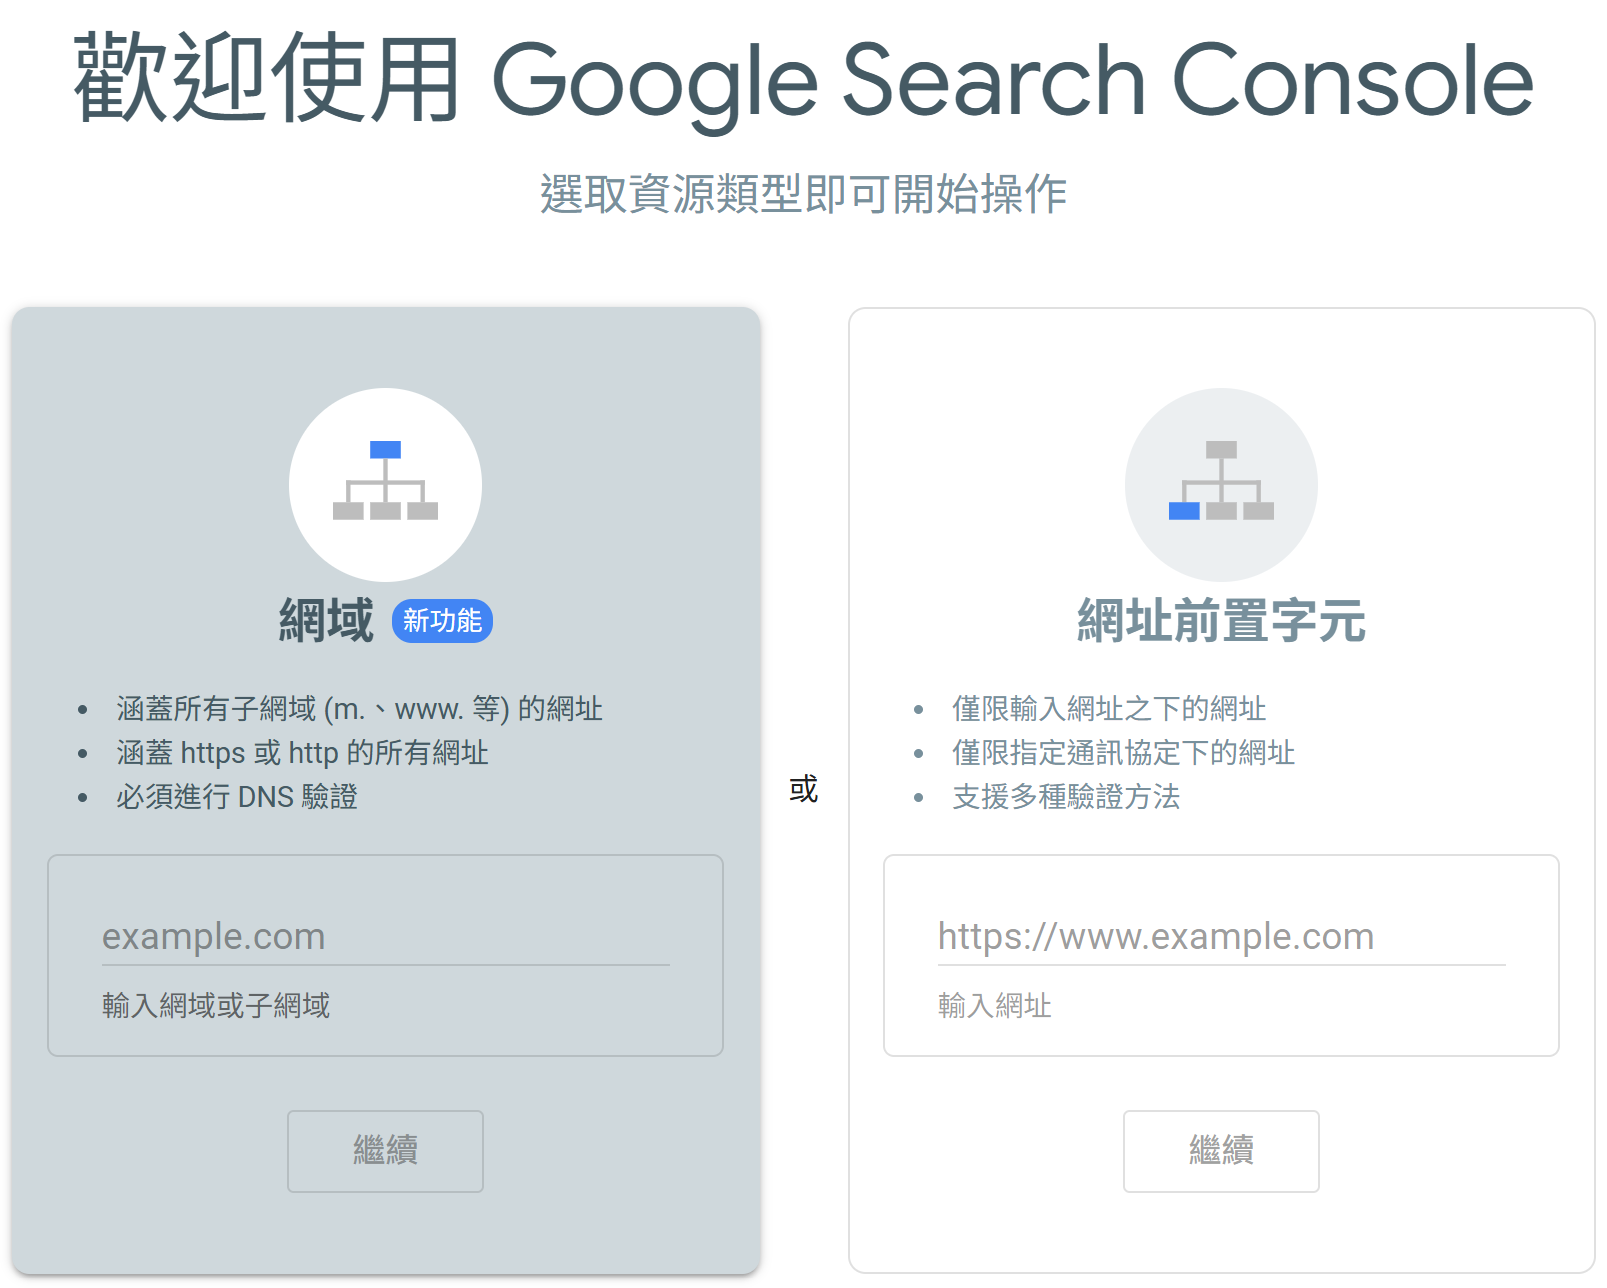 歡迎使用 Google Search Console
選取資源類型即可開始操作
網域 新功能
• 涵蓋所有子網域 (m.、www. 等) 的網址
• 涵蓋 https 或 http 的所有網址
• 必須進行 DNS 驗證
example.com
輸入網域或子網域
繼續
或
網址前置字元
• 僅限輸入網址之下的網址
• 僅限指定通訊協定下的網址
• 支援多種驗證方法
https://www.example.com
輸入網址
繼續